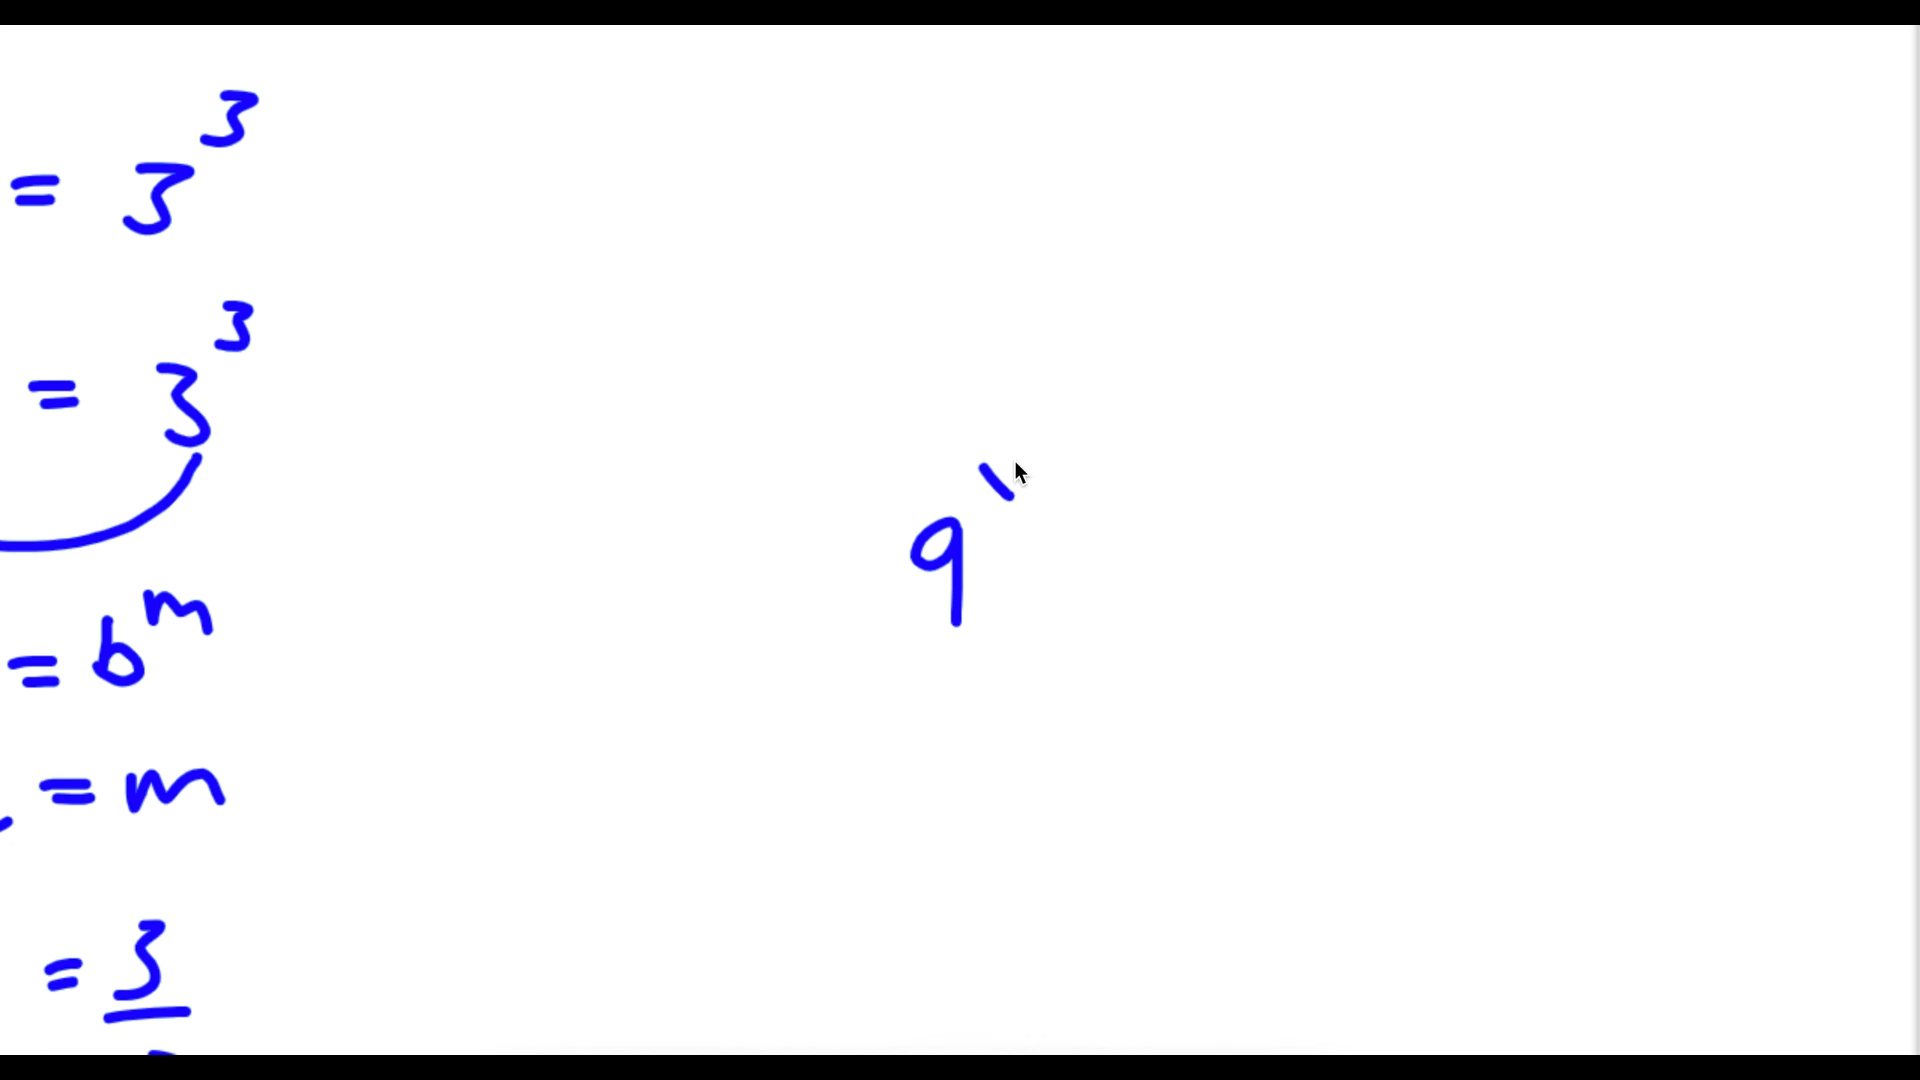 = 3³
= 3³
= bᵐ
= m
= 3
9